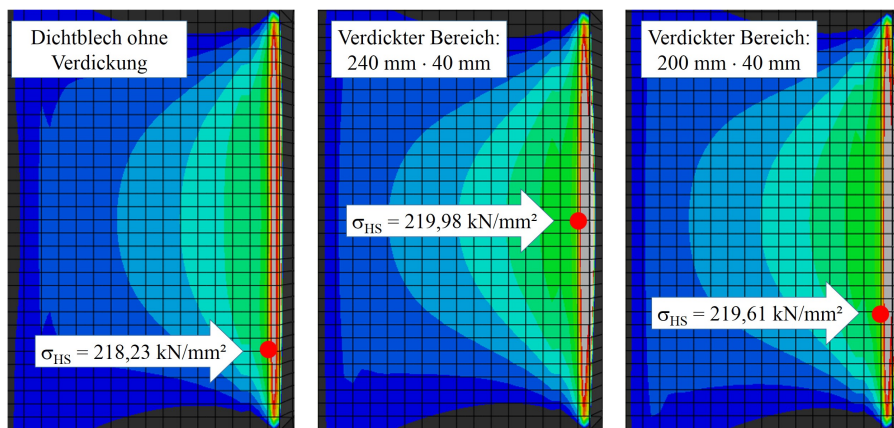 Dichtblech ohne
Verdickung
σHS = 218,23 kN/mm²
Verdickter Bereich:
240 mm · 40 mm
σHS = 219,98 kN/mm²
Verdickter Bereich:
200 mm · 40 mm
σHS = 219,61 kN/mm²